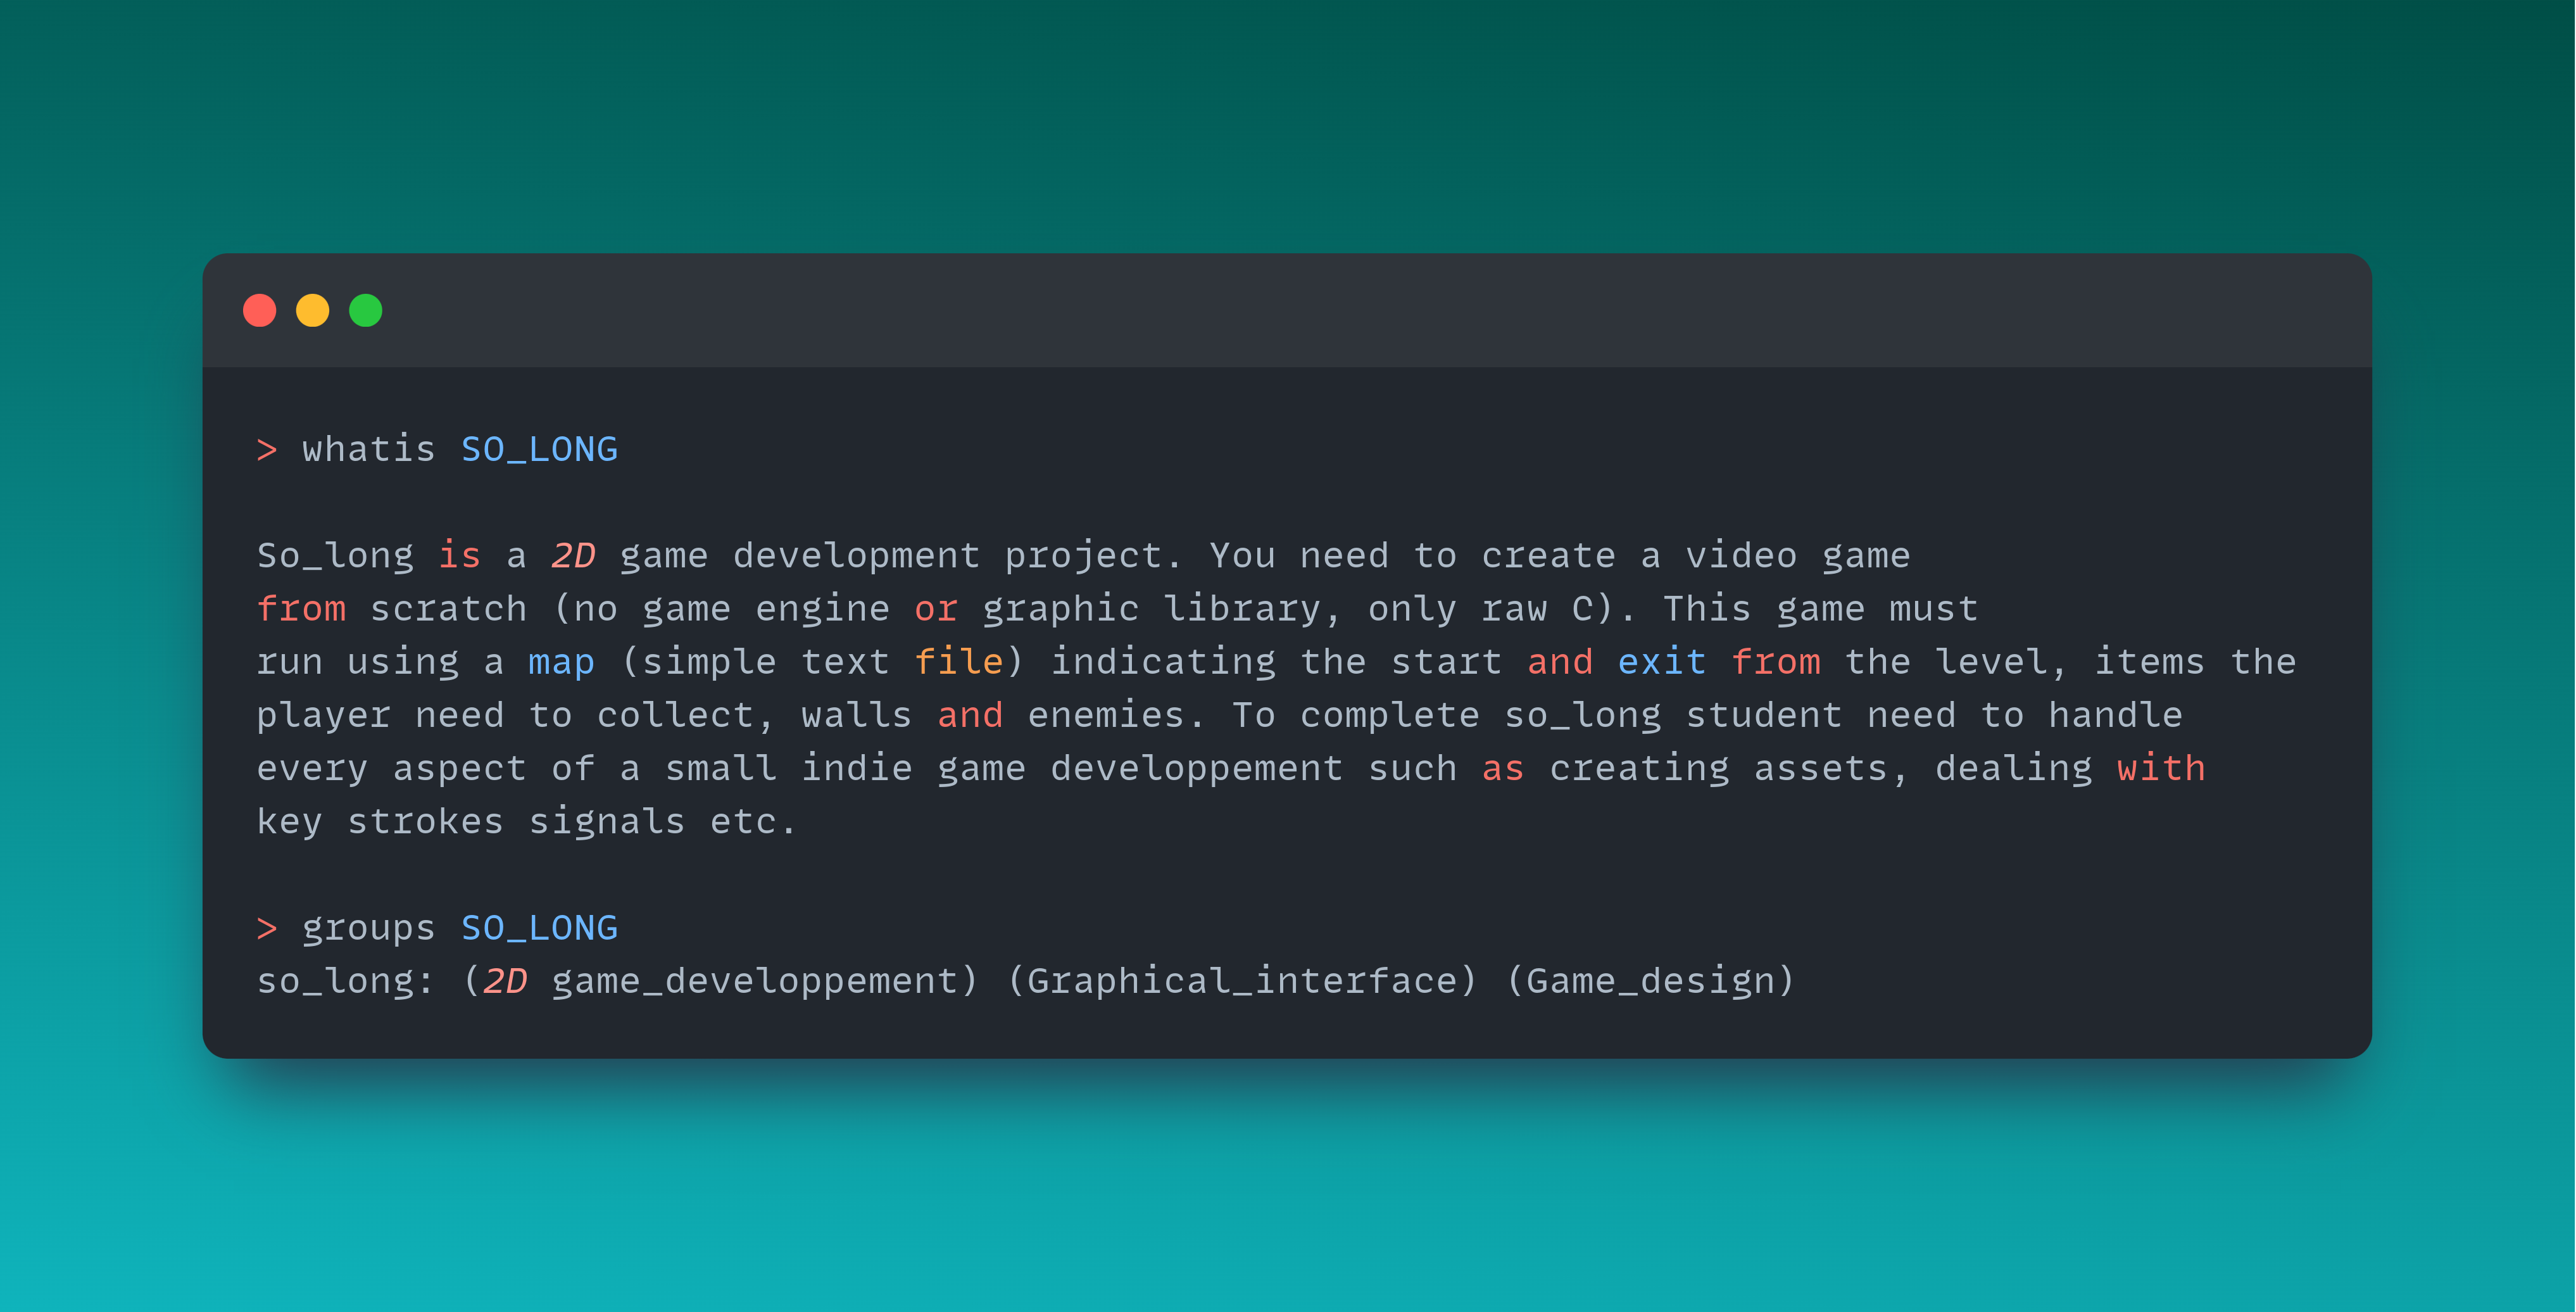 > whatis SO_LONG
So_long is a 2D game development project. You need to create a video game
from scratch (no game engine or graphic library, only raw C). This game must
run using a map (simple text file) indicating the start and exit from the level, items the
player need to collect, walls and enemies. To complete so_long student need to handle
every aspect of a small indie game developpement such as creating assets, dealing with
key strokes signals etc.
> groups SO_LONG
so_long: (2D game_developpement) (Graphical_interface) (Game_design)